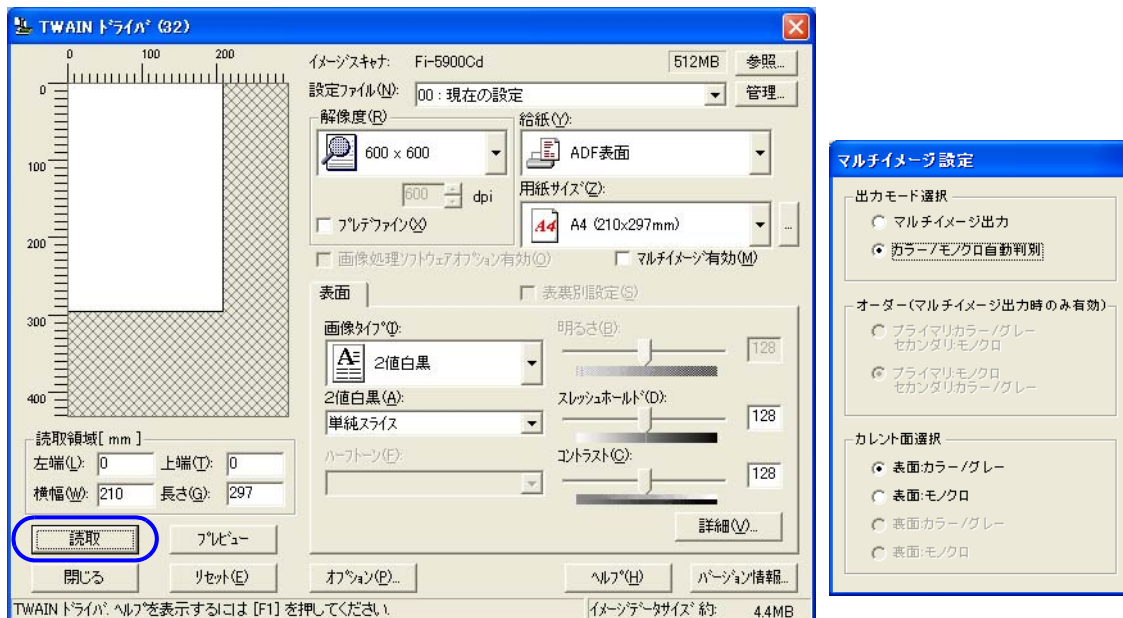 TWAIN ドライバ (32)
0 100 200
0
100
200
300
400
イメージスキャナ: Fi-5900Cd 512MB 参照...
設定ファイル(N): 00 : 現在の設定 管理...
解像度(R)
600 × 600
600 dpi
プレデファイン(X)
給紙(Y):
ADF表面
用紙サイズ(Z):
A4 A4 (210x297mm) ...
画像処理ソフトウェアオプション有効(O) マルチイメージ有効(M)
表面 表裏別設定(S)
画像タイプ(I):
2値白黒
2値白黒(A):
単純スライス
ハーフトーン(F):
明るさ(B):
128
スレッシュホールド(D):
128
コントラスト(C):
128
詳細(V)...
読取領域[ mm ]
左端(L): 0 上端(T): 0
横幅(W): 210 長さ(G): 297
読取 プレビュー
閉じる リセット(E) オプション(P)... ヘルプ(H) バージョン情報...
TWAIN ドライバ. ヘルプを表示するには [F1] を押してください. イメージデータサイズ 約: 4.4MB
マルチイメージ設定
出力モード選択
マルチイメージ出力
カラー/モノクロ自動判別
オーダー(マルチイメージ出力時のみ有効)
プライマリ:カラー/グレー
セカンダリ:モノクロ
プライマリ:モノクロ
セカンダリ:カラー/グレー
カレント面選択
表面:カラー/グレー
表面:モノクロ
裏面:カラー/グレー
裏面:モノクロ